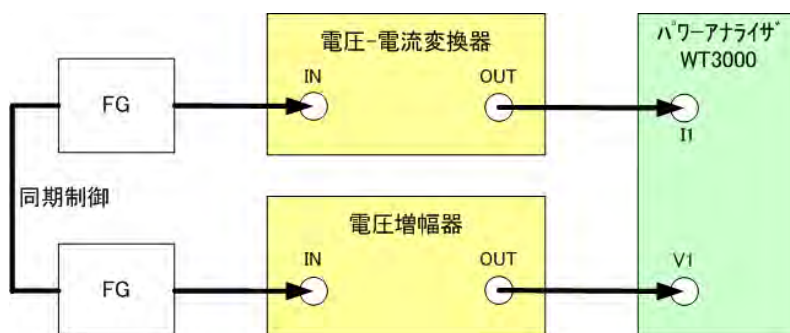 電圧-電流変換器
IN
OUT
FG
パワーアナライザ
WT3000
I1
同期制御
電圧増幅器
IN
OUT
FG
V1